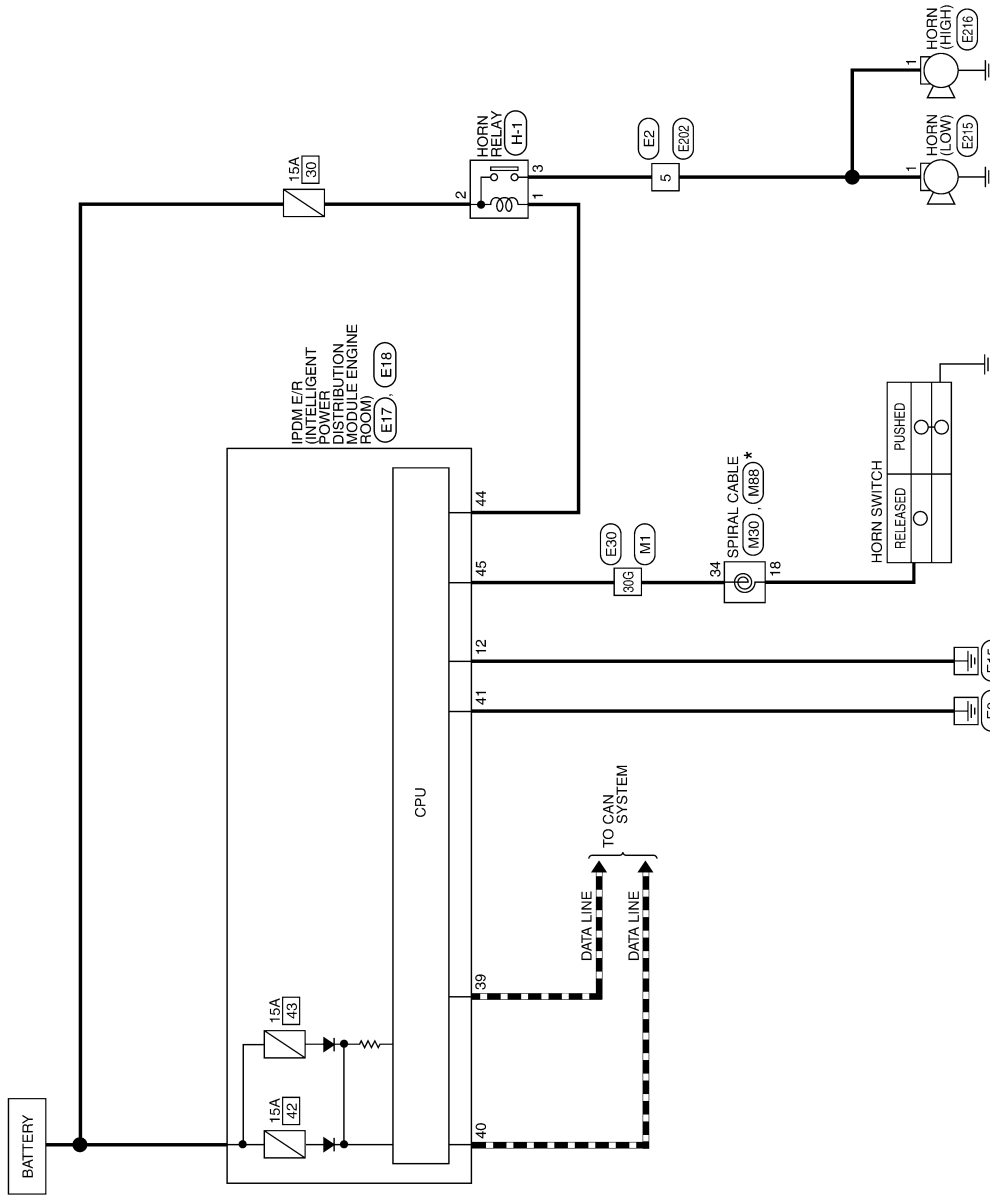 BATTERY
15A
42
15A
43
CPU
IPDM E/R
(INTELLIGENT
POWER
DISTRIBUTION
MODULE ENGINE
ROOM)
E17 , E18
15A
30
HORN
RELAY
H-1
2
1
3
5
E2
E202
1
HORN
(LOW)
E215
1
HORN
(HIGH)
E216
40
39
41
12
45
44
DATA LINE
DATA LINE
TO CAN
SYSTEM
30G
E30
M1
34
18
SPIRAL CABLE
M30 , M88 *
HORN SWITCH
RELEASED
PUSHED